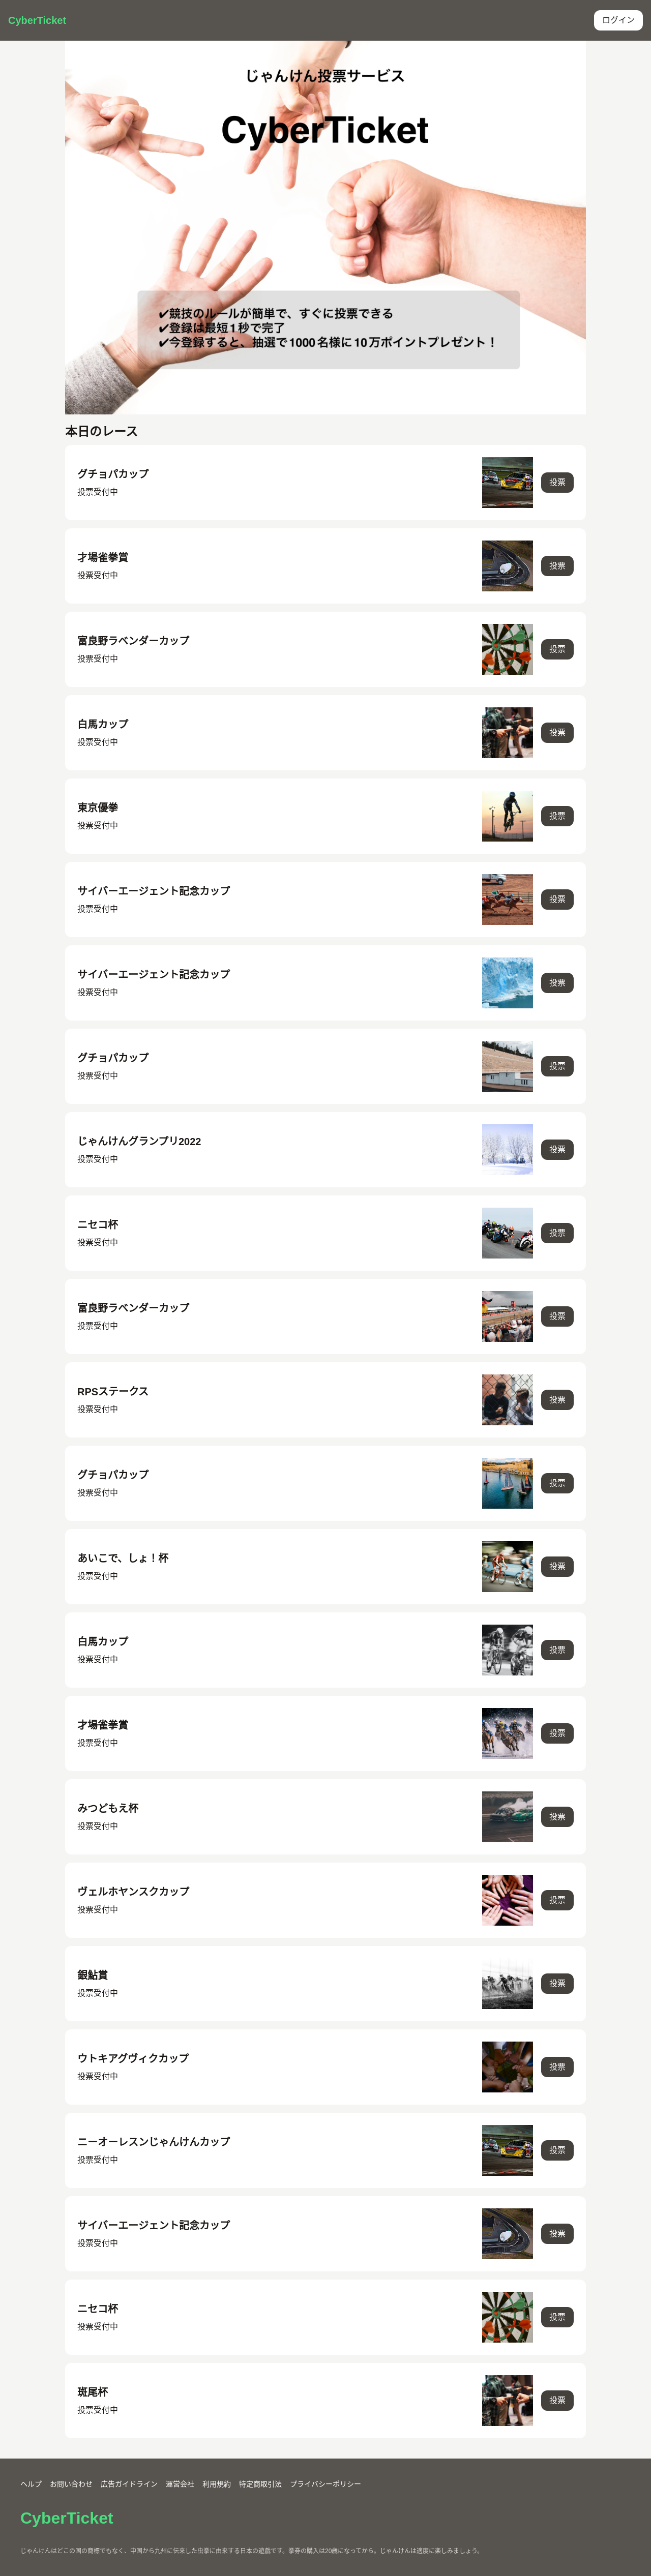 CyberTicket
ログイン
じゃんけん投票サービス
CyberTicket
✔競技のルールが簡単で、すぐに投票できる
✔登録は最短1秒で完了
✔今登録すると、抽選で1000名様に10万ポイントプレゼント！
本日のレース
グチョパカップ
投票受付中
投票
才場雀拳賞
投票受付中
投票
富良野ラベンダーカップ
投票受付中
投票
白馬カップ
投票受付中
投票
東京優拳
投票受付中
投票
サイバーエージェント記念カップ
投票受付中
投票
サイバーエージェント記念カップ
投票受付中
投票
グチョパカップ
投票受付中
投票
じゃんけんグランプリ2022
投票受付中
投票
ニセコ杯
投票受付中
投票
富良野ラベンダーカップ
投票受付中
投票
RPSステークス
投票受付中
投票
グチョパカップ
投票受付中
投票
あいこで、しょ！杯
投票受付中
投票
白馬カップ
投票受付中
投票
才場雀拳賞
投票受付中
投票
みつどもえ杯
投票受付中
投票
ヴェルホヤンスクカップ
投票受付中
投票
銀鮎賞
投票受付中
投票
ウトキアグヴィクカップ
投票受付中
投票
ニーオーレスンじゃんけんカップ
投票受付中
投票
サイバーエージェント記念カップ
投票受付中
投票
ニセコ杯
投票受付中
投票
斑尾杯
投票受付中
投票
ヘルプ お問い合わせ 広告ガイドライン 運営会社 利用規約 特定商取引法 プライバシーポリシー
CyberTicket
じゃんけんはどこの国の商標でもなく、中国から九州に伝来した虫拳に由来する日本の遊戯です。拳券の購入は20歳になってから。じゃんけんは適度に楽しみましょう。